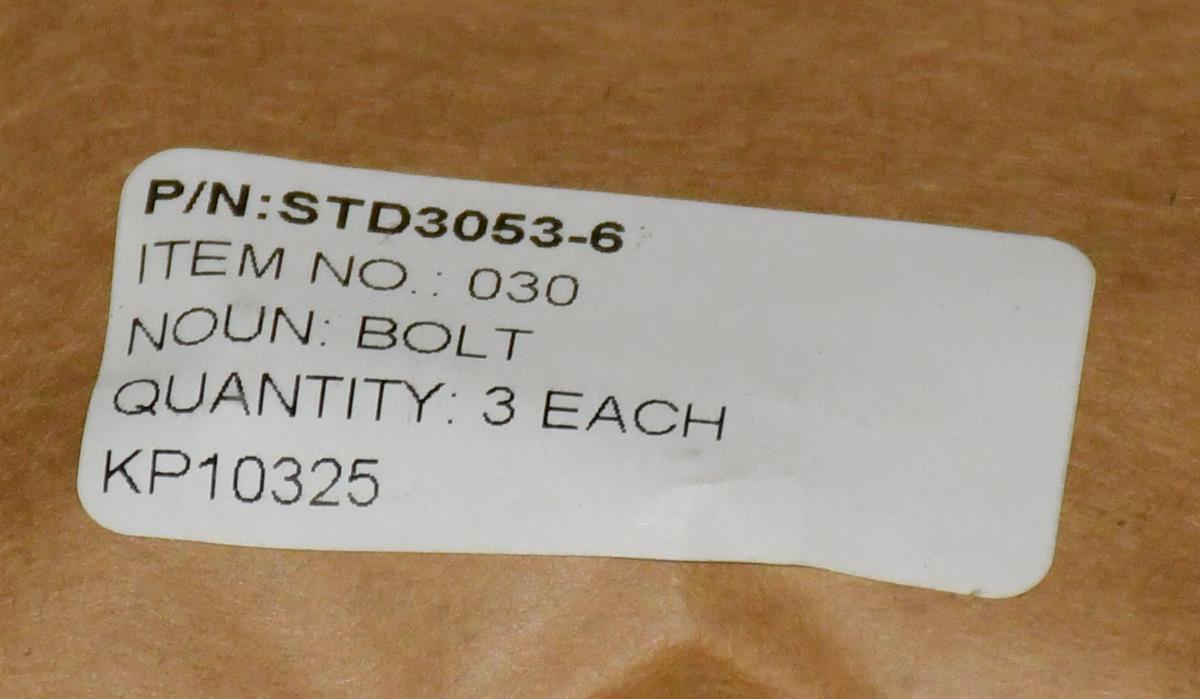 P/N:STD3053-6
ITEM NO.: 030
NOUN: BOLT
QUANTITY: 3 EACH
KP10325